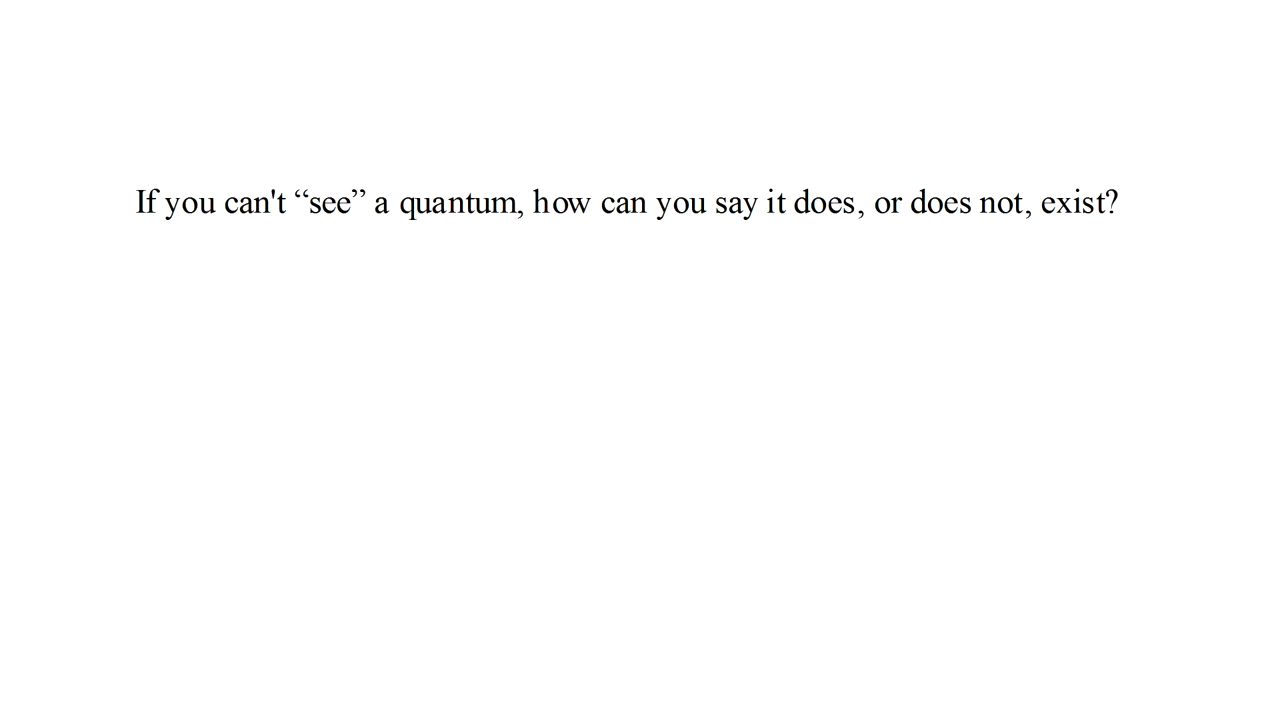 If you can't “see” a quantum, how can you say it does, or does not, exist?